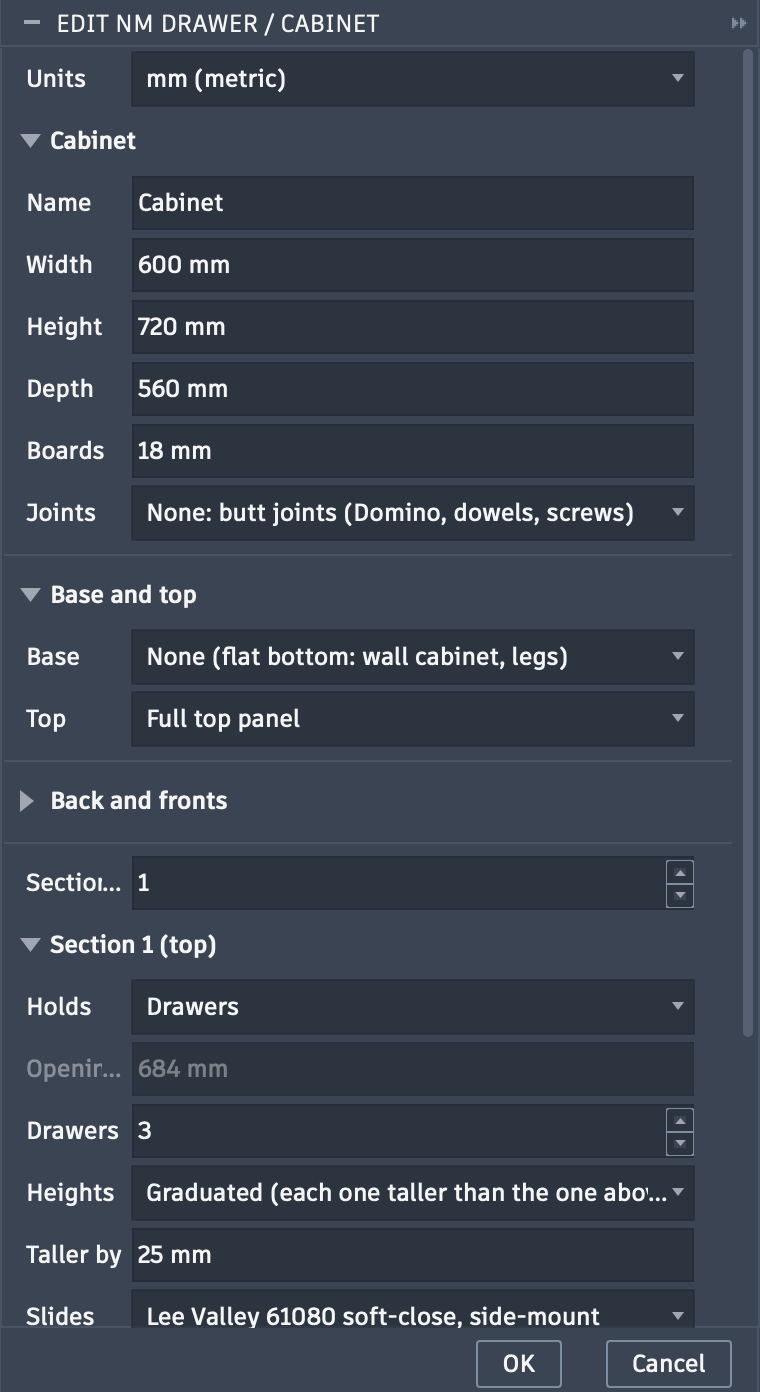 EDIT NM DRAWER / CABINET
Units mm (metric)
Cabinet
Name Cabinet
Width 600 mm
Height 720 mm
Depth 560 mm
Boards 18 mm
Joints None: butt joints (Domino, dowels, screws)
Base and top
Base None (flat bottom: wall cabinet, legs)
Top Full top panel
Back and fronts
Section... 1
Section 1 (top)
Holds Drawers
Openin... 684 mm
Drawers 3
Heights Graduated (each one taller than the one abov...
Taller by 25 mm
Slides Lee Valley 61080 soft-close, side-mount
OK Cancel